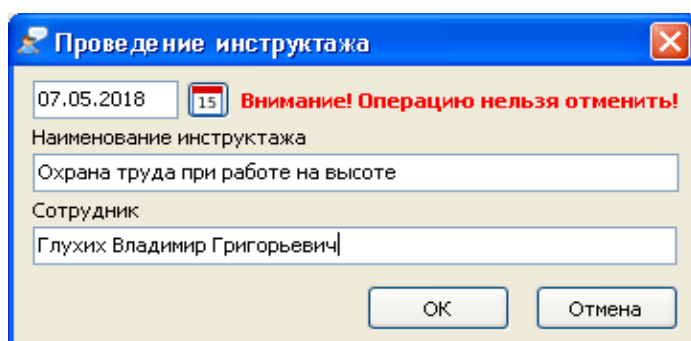 Проведение инструктажа
07.05.2018 15 Внимание! Операцию нельзя отменить!
Наименование инструктажа
Охрана труда при работе на высоте
Сотрудник
Глухих Владимир Григорьевич
ОК Отмена